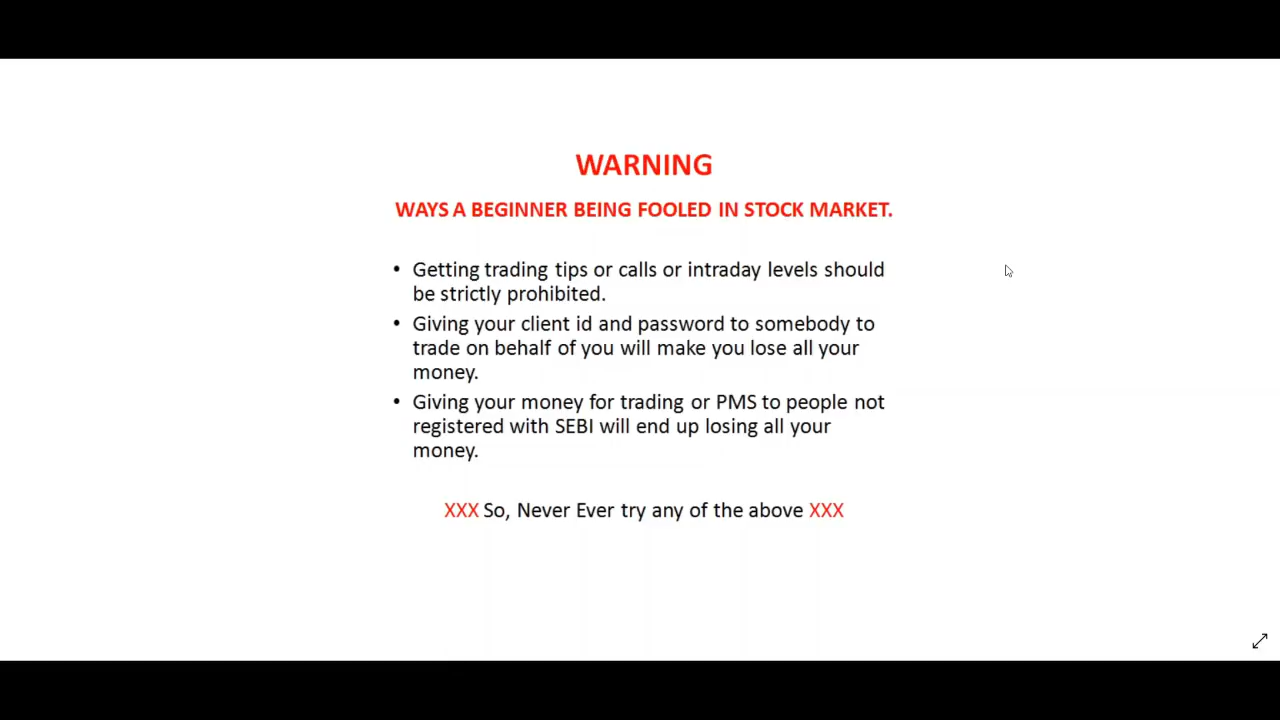 WARNING
WAYS A BEGINNER BEING FOOLED IN STOCK MARKET.
• Getting trading tips or calls or intraday levels should
be strictly prohibited.
• Giving your client id and password to somebody to
trade on behalf of you will make you lose all your
money.
• Giving your money for trading or PMS to people not
registered with SEBI will end up losing all your
money.
XXX So, Never Ever try any of the above XXX